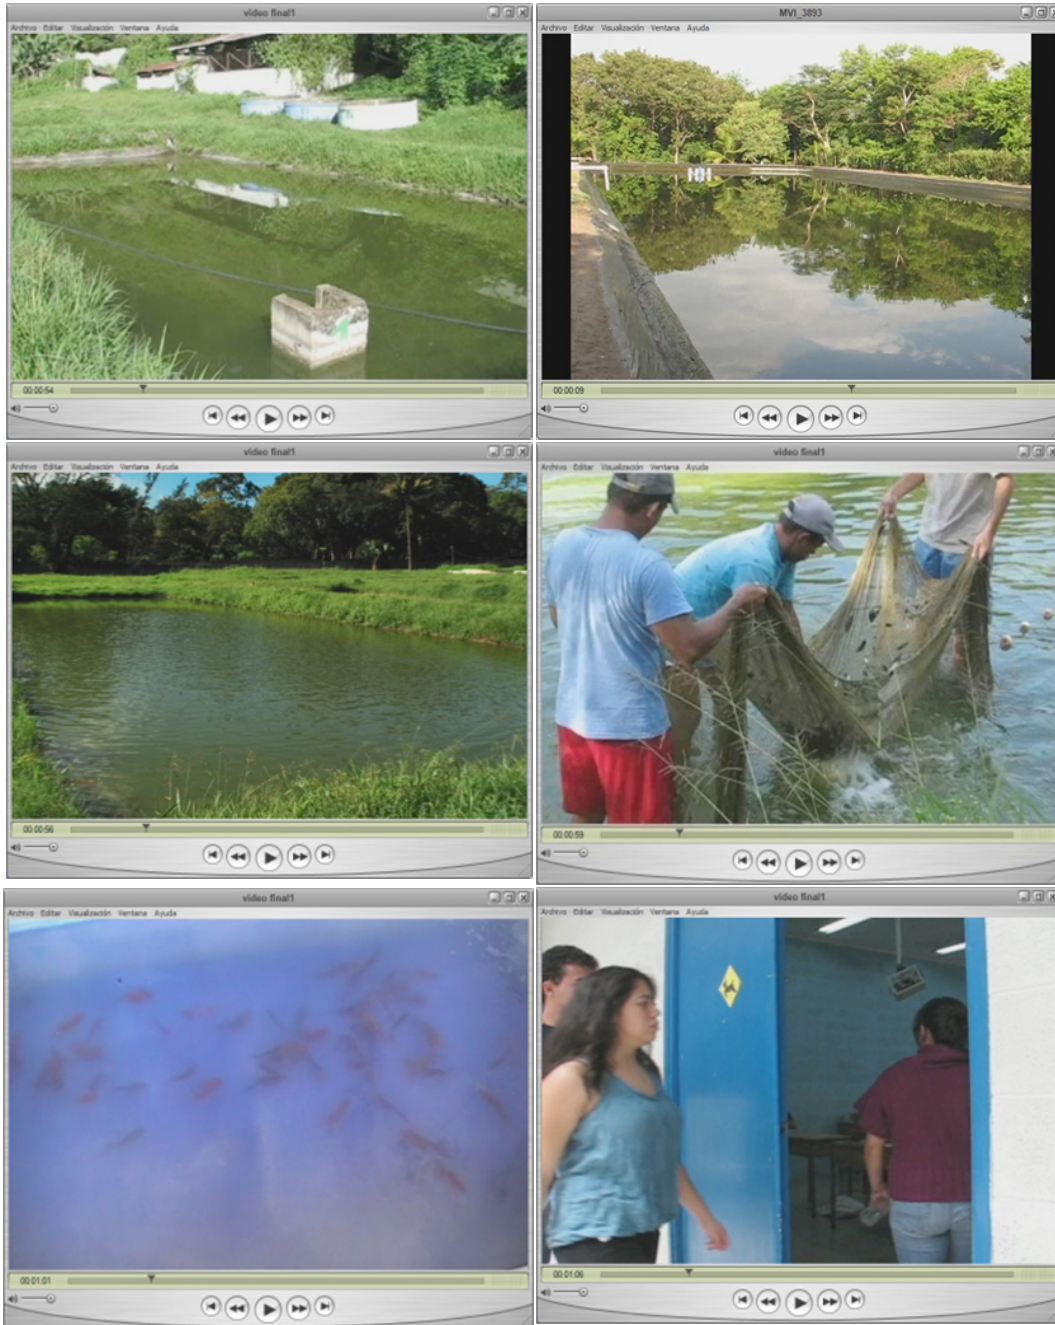 video final1
Archivo Editar Visualización Ventana Ayuda
00:00:54
MVI_3893
Archivo Editar Visualización Ventana Ayuda
00:00:09
video final1
Archivo Editar Visualización Ventana Ayuda
00:00:56
video final1
Archivo Editar Visualización Ventana Ayuda
00:00:59
video final1
Archivo Editar Visualización Ventana Ayuda
00:01:01
video final1
Archivo Editar Visualización Ventana Ayuda
00:01:06